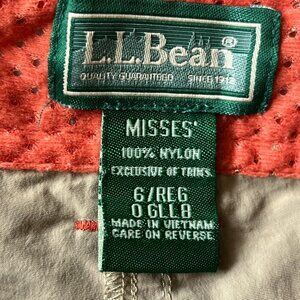 L.L.Bean®
QUALITY GUARANTEED SINCE 1912
MISSES'
100% NYLON
EXCLUSIVE OF TRIMS.
6/REG
0 GLLB
MADE IN VIETNAM
CARE ON REVERSE